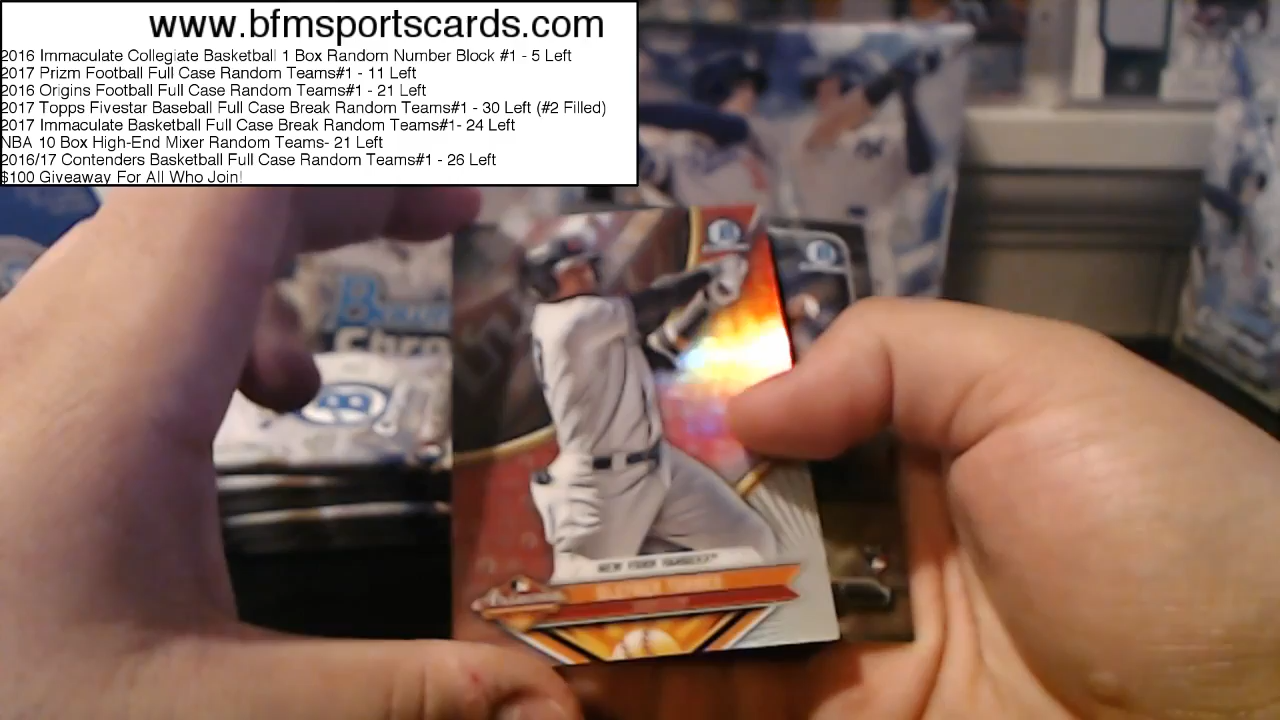 www.bfmsportscards.com
2016 Immaculate Collegiate Basketball 1 Box Random Number Block #1 - 5 Left
2017 Prizm Football Full Case Random Teams#1 - 11 Left
2016 Origins Football Full Case Random Teams#1 - 21 Left
2017 Topps Fivestar Baseball Full Case Break Random Teams#1 - 30 Left (#2 Filled)
2017 Immaculate Basketball Full Case Break Random Teams#1- 24 Left
NBA 10 Box High-End Mixer Random Teams- 21 Left
2016/17 Contenders Basketball Full Case Random Teams#1 - 26 Left
$100 Giveaway For All Who Join!
B
B
B
NEW YORK YANKEES